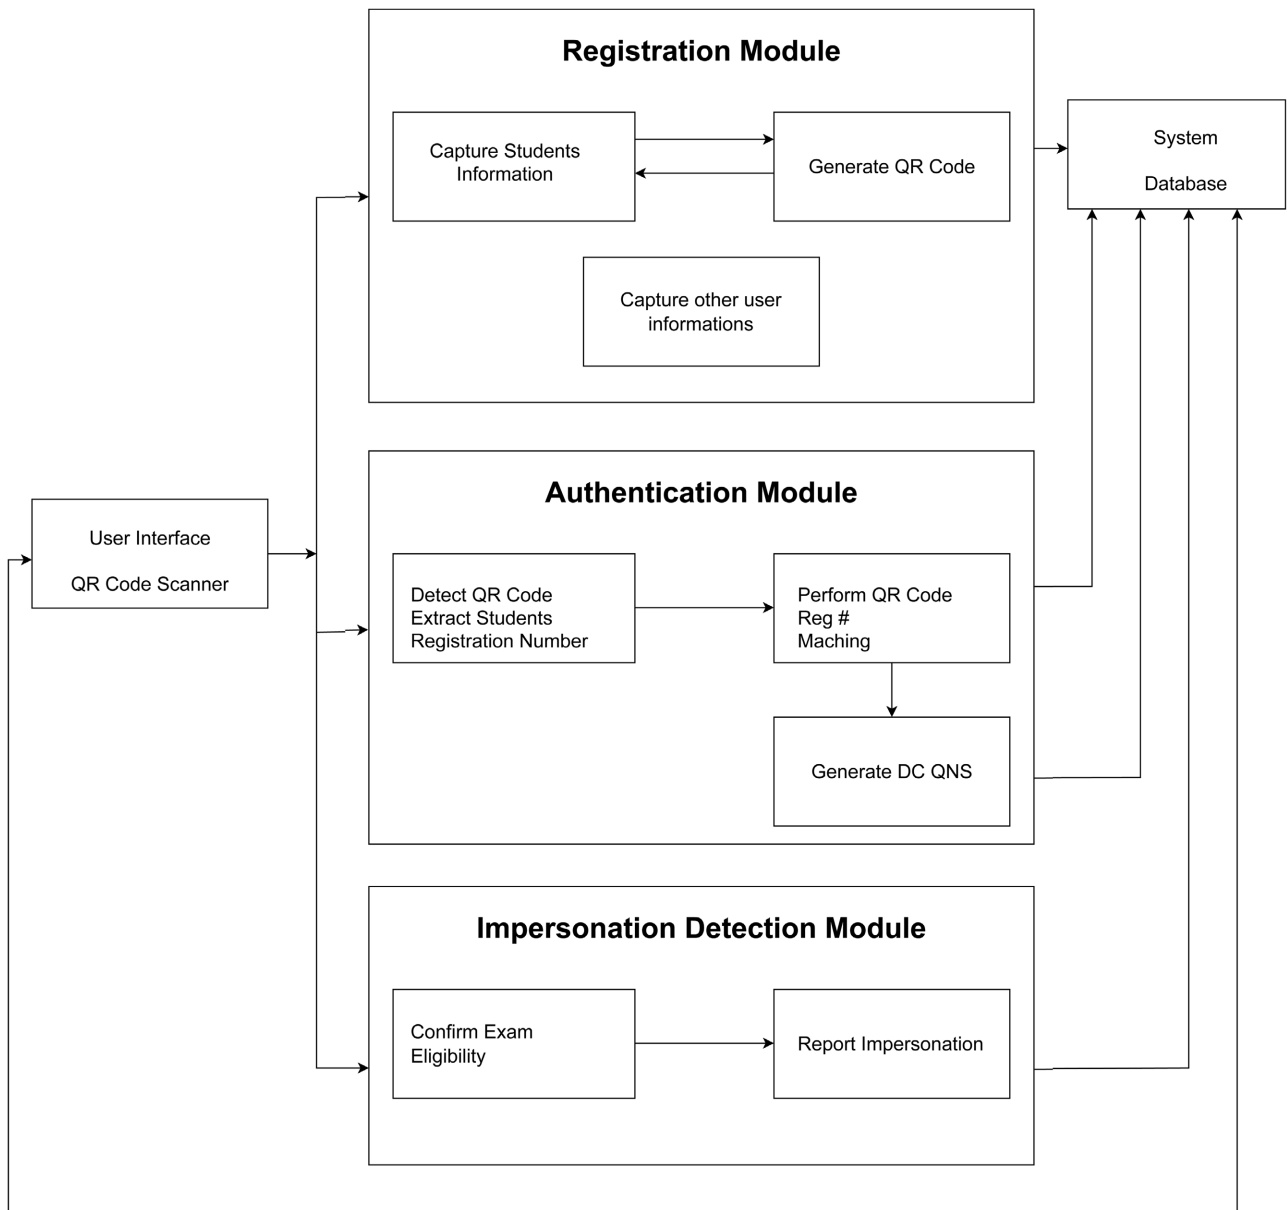 Registration Module
Capture Students
Information
Generate QR Code
System
Database
Capture other user
informations
Authentication Module
User Interface
QR Code Scanner
Detect QR Code
Extract Students
Registration Number
Perform QR Code
Reg #
Maching
Generate DC QNS
Impersonation Detection Module
Confirm Exam
Eligibility
Report Impersonation